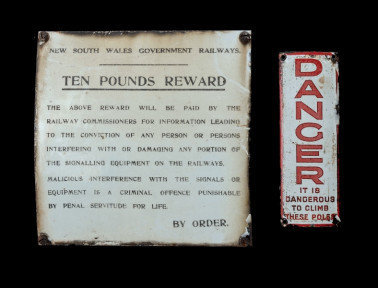 NEW SOUTH WALES GOVERNMENT RAILWAYS.
TEN POUNDS REWARD
THE ABOVE REWARD WILL BE PAID BY THE
RAILWAY COMMISSIONERS FOR INFORMATION LEADING
TO THE CONVICTION OF ANY PERSON OR PERSONS
INTERFERING WITH OR DAMAGING ANY PORTION OF
THE SIGNALLING EQUIPMENT ON THE RAILWAYS.
MALICIOUS INTERFERENCE WITH THE SIGNALS OR
EQUIPMENT IS A CRIMINAL OFFENCE PUNISHABLE
BY PENAL SERVITUDE FOR LIFE.
BY ORDER.
DANGER
IT IS
DANGEROUS
TO CLIMB
THESE POLES